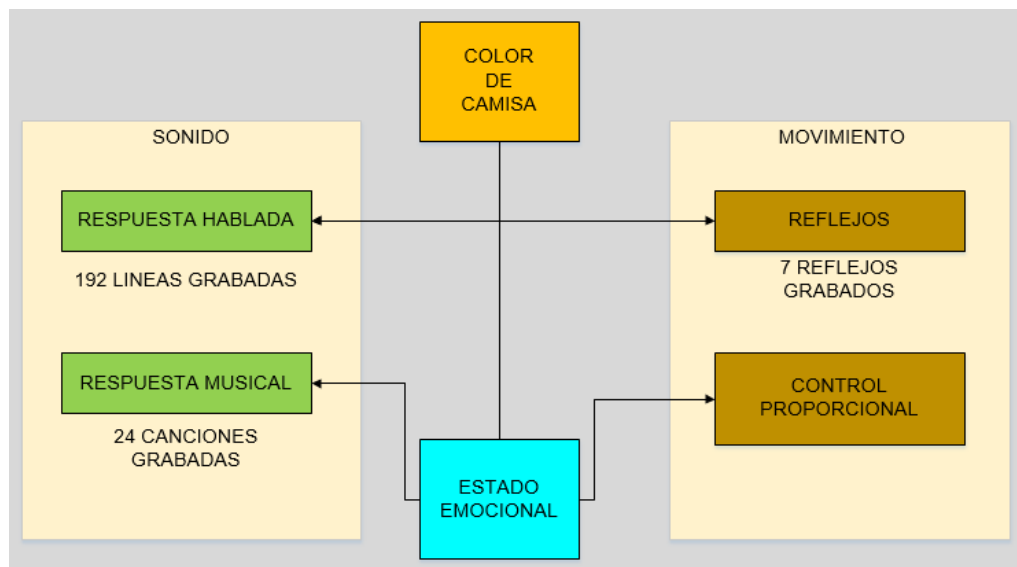 COLOR
DE
CAMISA
SONIDO
RESPUESTA HABLADA
192 LINEAS GRABADAS
RESPUESTA MUSICAL
24 CANCIONES
GRABADAS
ESTADO
EMOCIONAL
MOVIMIENTO
REFLEJOS
7 REFLEJOS
GRABADOS
CONTROL
PROPORCIONAL